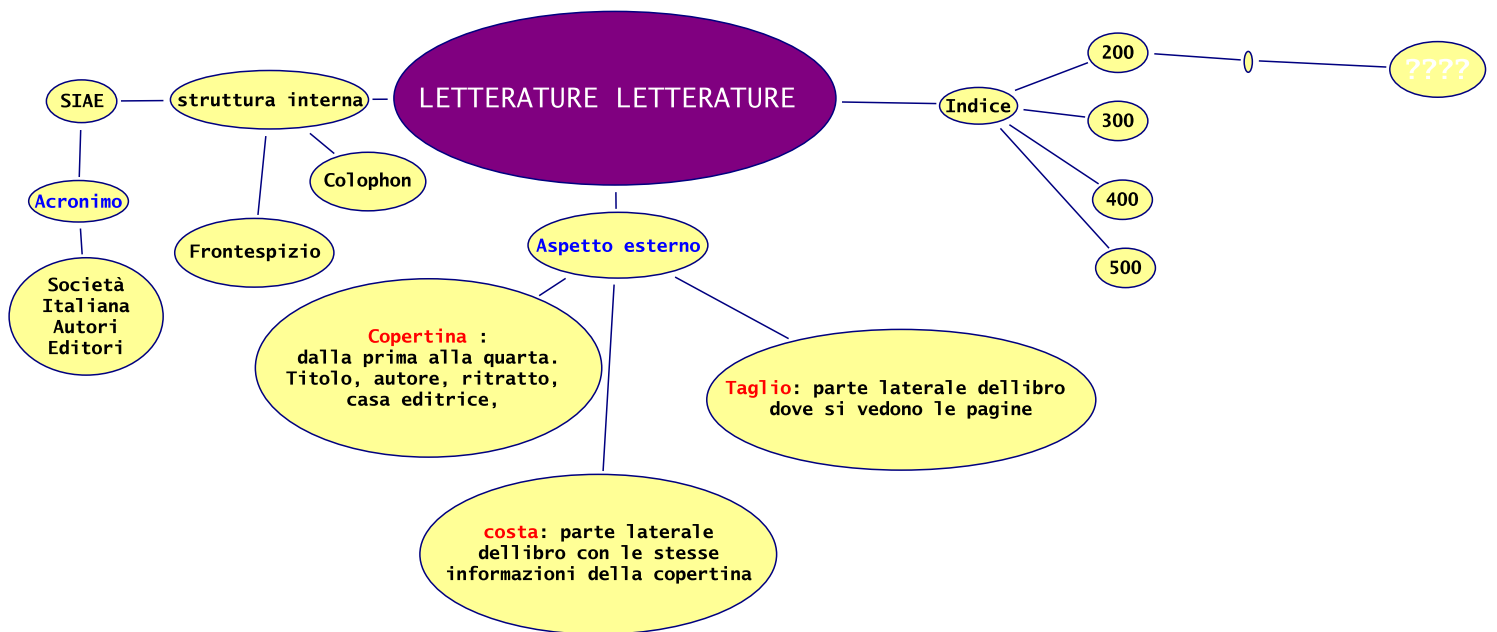 LETTERATURE LETTERATURE
SIAE
struttura interna
Colophon
Frontespizio
Acronimo
Società
Italiana
Autori
Editori
Aspetto esterno
Copertina :
dalla prima alla quarta.
Titolo, autore, ritratto,
casa editrice,
costa: parte laterale
dellibro con le stesse
informazioni della copertina
Taglio: parte laterale dellibro
dove si vedono le pagine
Indice
200
????
300
400
500